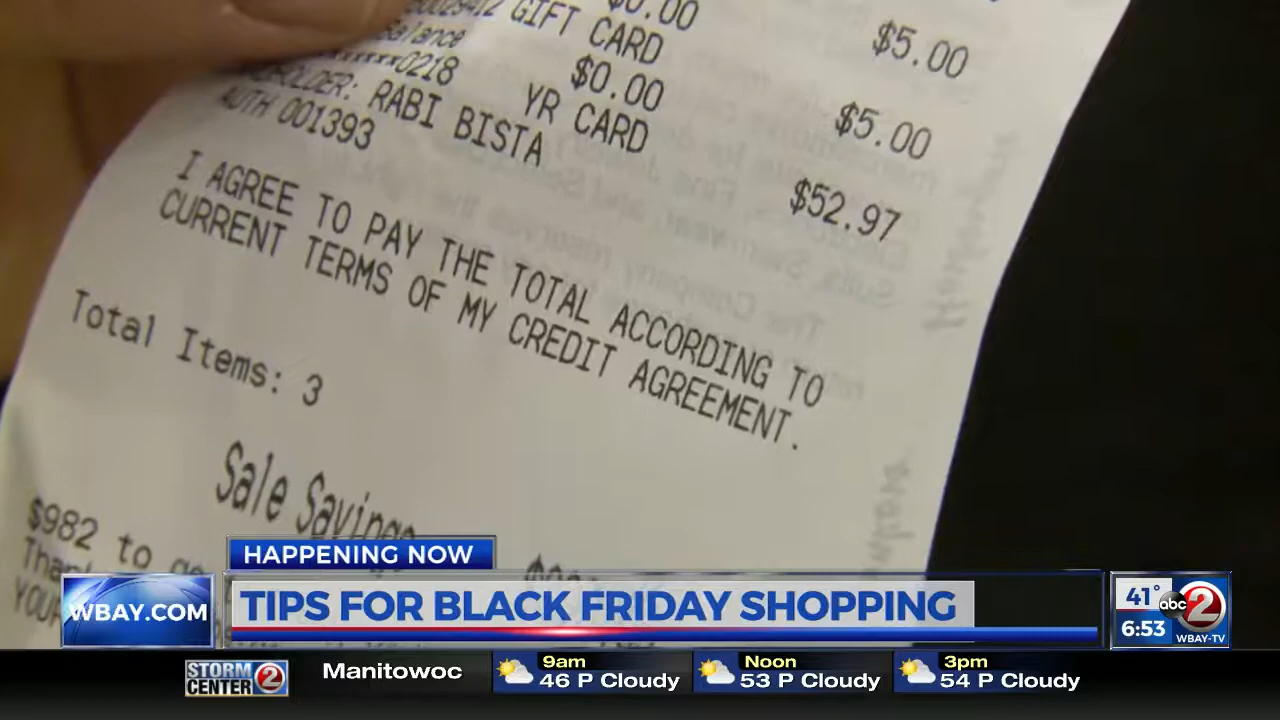 $0.00
GIFT CARD $5.00
$0.00
0218 YR CARD $5.00
RABI BISTA
AUTH 001393 $52.97
I AGREE TO PAY THE TOTAL ACCORDING TO
CURRENT TERMS OF MY CREDIT AGREEMENT.
Total Items: 3
Sale Savings
$982 to
YOUR
HAPPENING NOW
WBAY.COM
TIPS FOR BLACK FRIDAY SHOPPING
41°
abc 2
6:53
WBAY-TV
STORM CENTER 2
Manitowoc
9am
46 P Cloudy
Noon
53 P Cloudy
3pm
54 P Cloudy